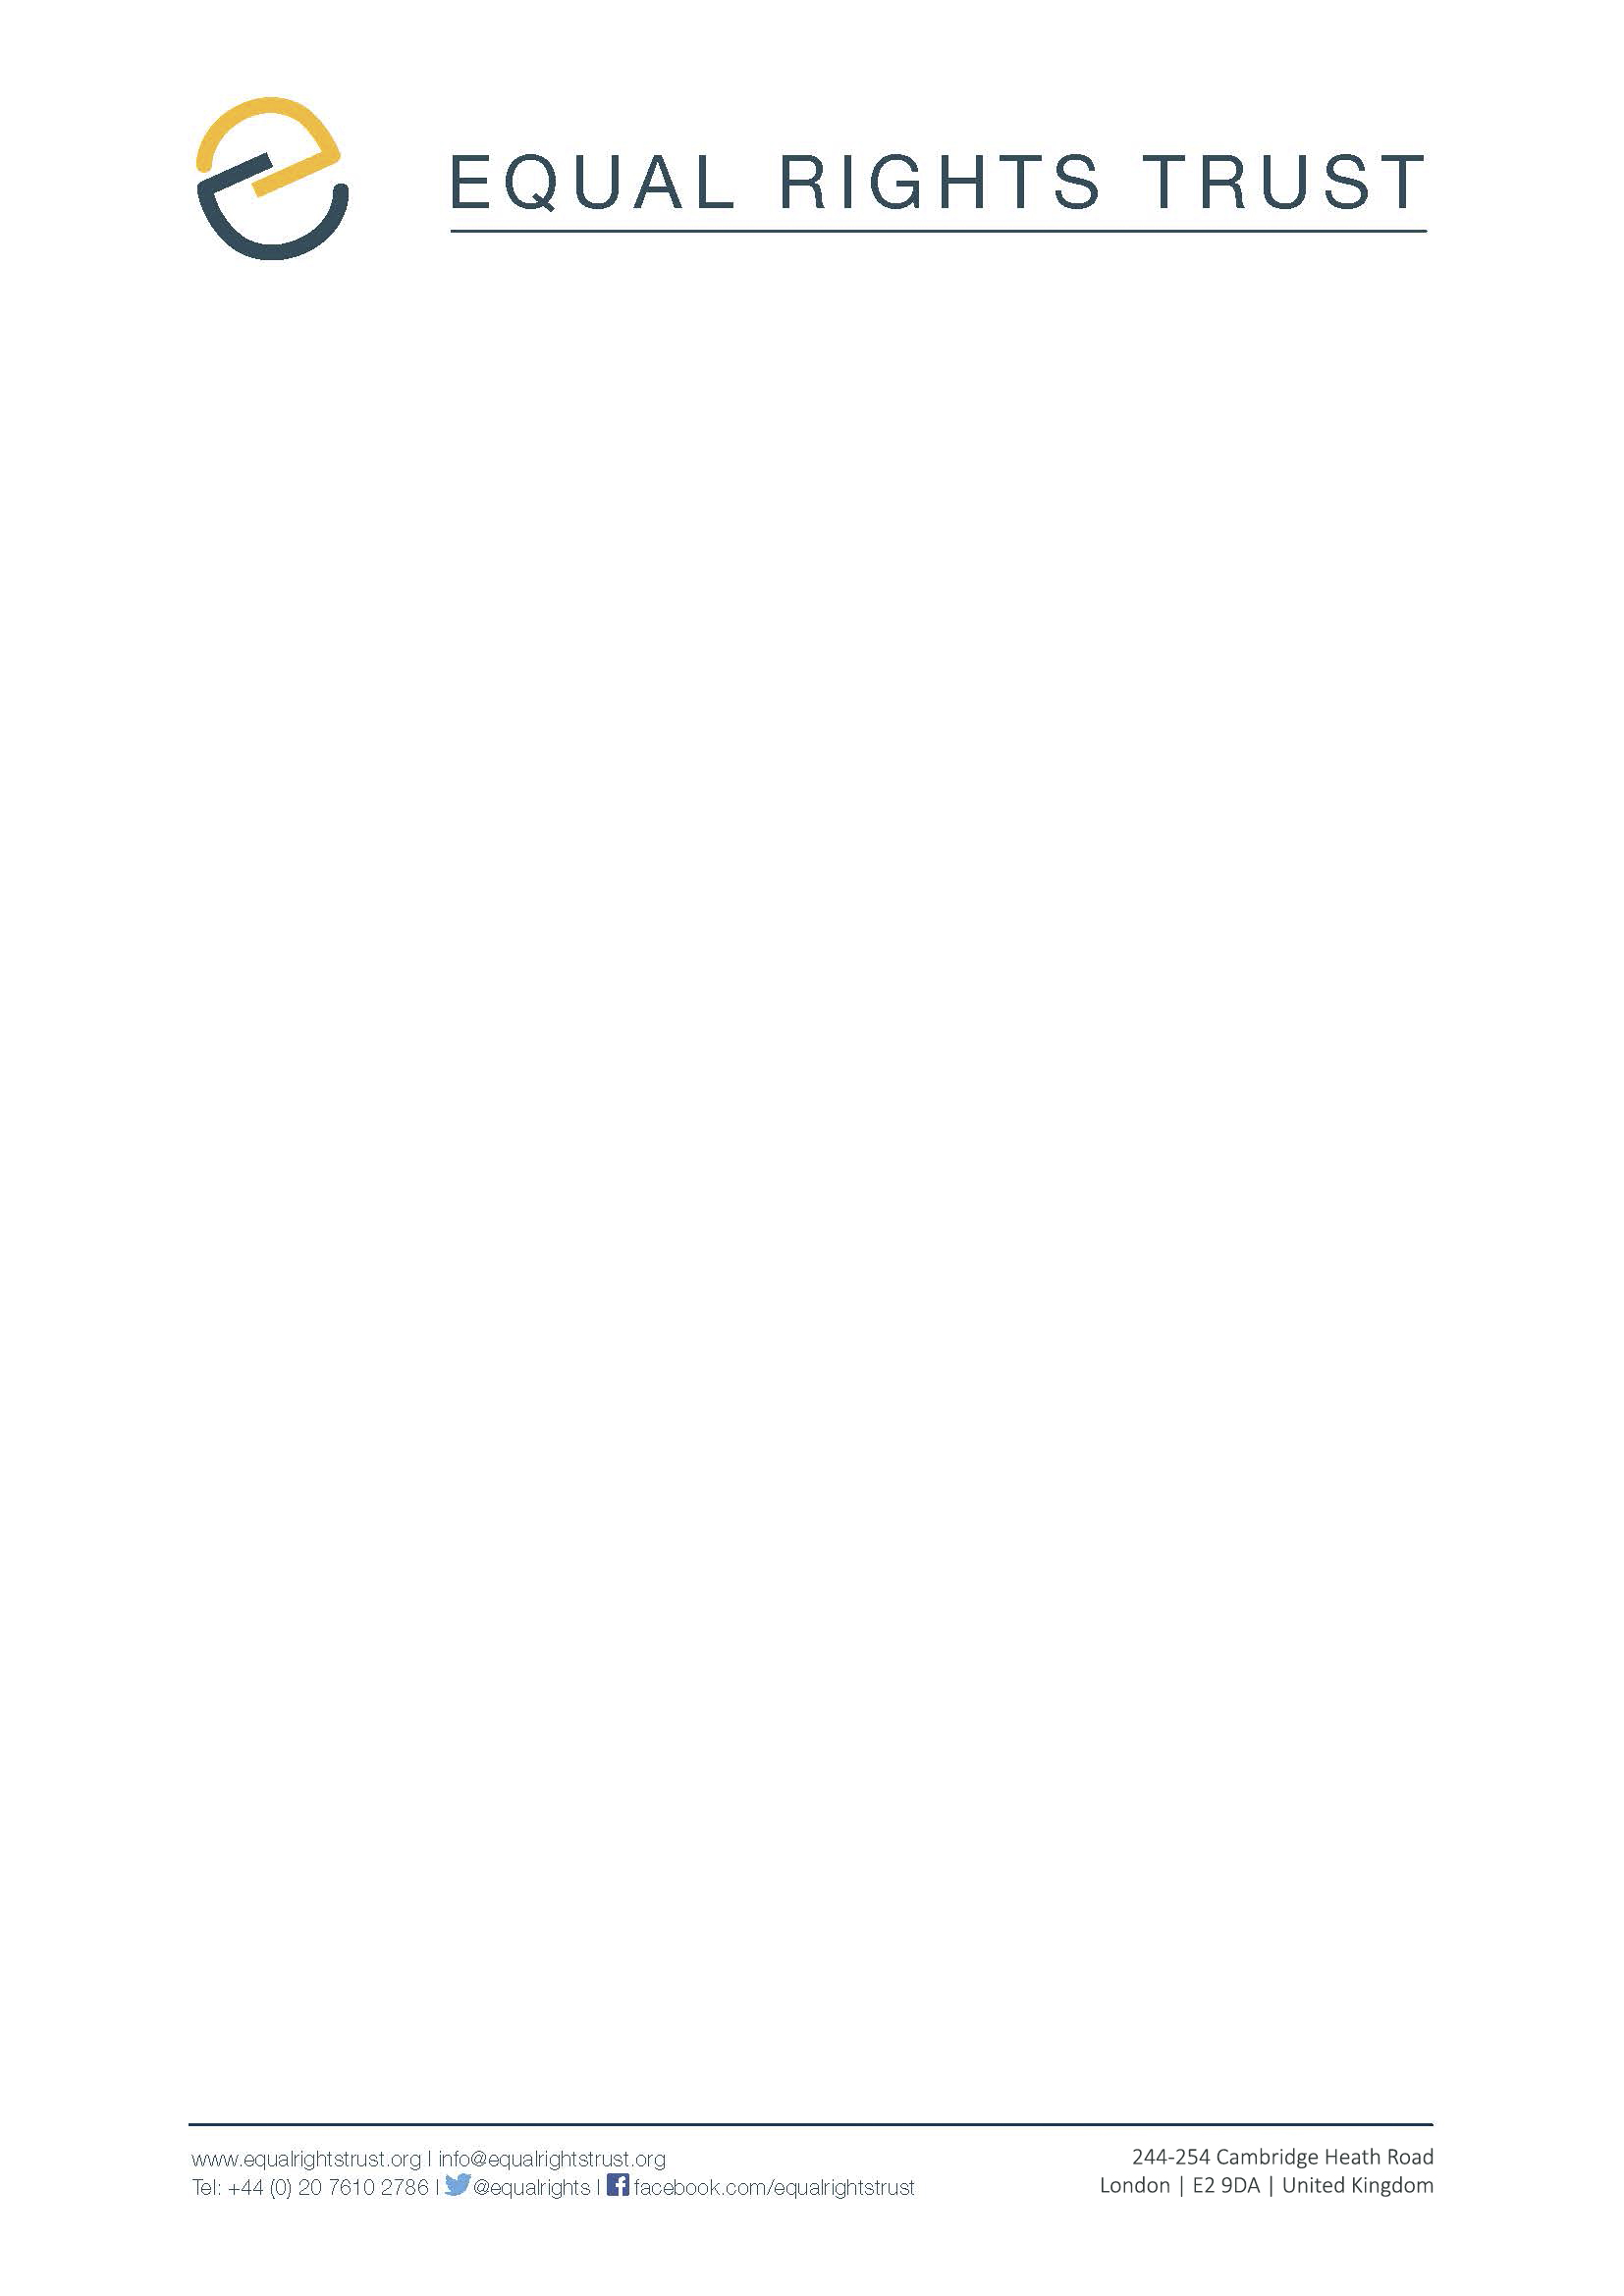 EQUAL RIGHTS TRUST
www.equalrightstrust.org | info@equalrightstrust.org
Tel: +44 (0) 20 7610 2786 | @equalrights | facebook.com/equalrightstrust
244-254 Cambridge Heath Road
London | E2 9DA | United Kingdom